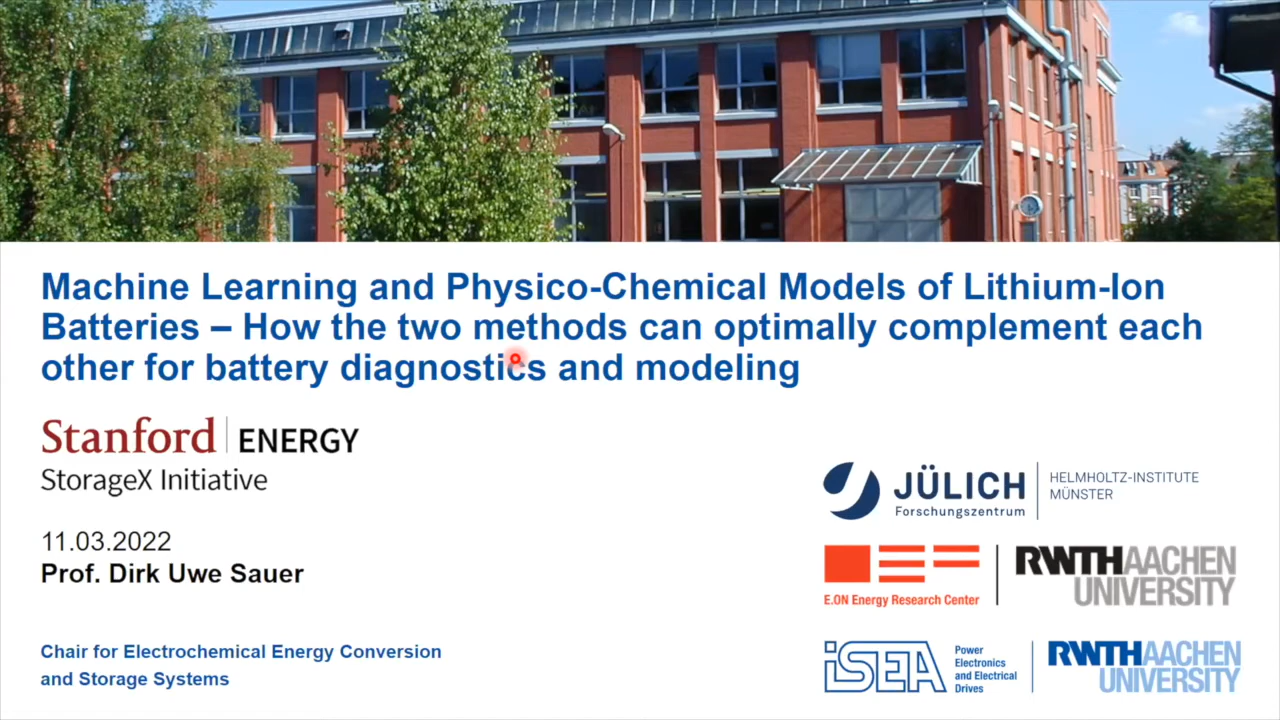 Machine Learning and Physico-Chemical Models of Lithium-Ion
Batteries – How the two methods can optimally complement each
other for battery diagnostics and modeling
Stanford ENERGY
StorageX Initiative
11.03.2022
Prof. Dirk Uwe Sauer
Chair for Electrochemical Energy Conversion
and Storage Systems
JÜLICH
Forschungszentrum
HELMHOLTZ-INSTITUTE
MÜNSTER
E.ON Energy Research Center
RWTHAACHEN
UNIVERSITY
iSEA
Power
Electronics
and Electrical
Drives
RWTHAACHEN
UNIVERSITY